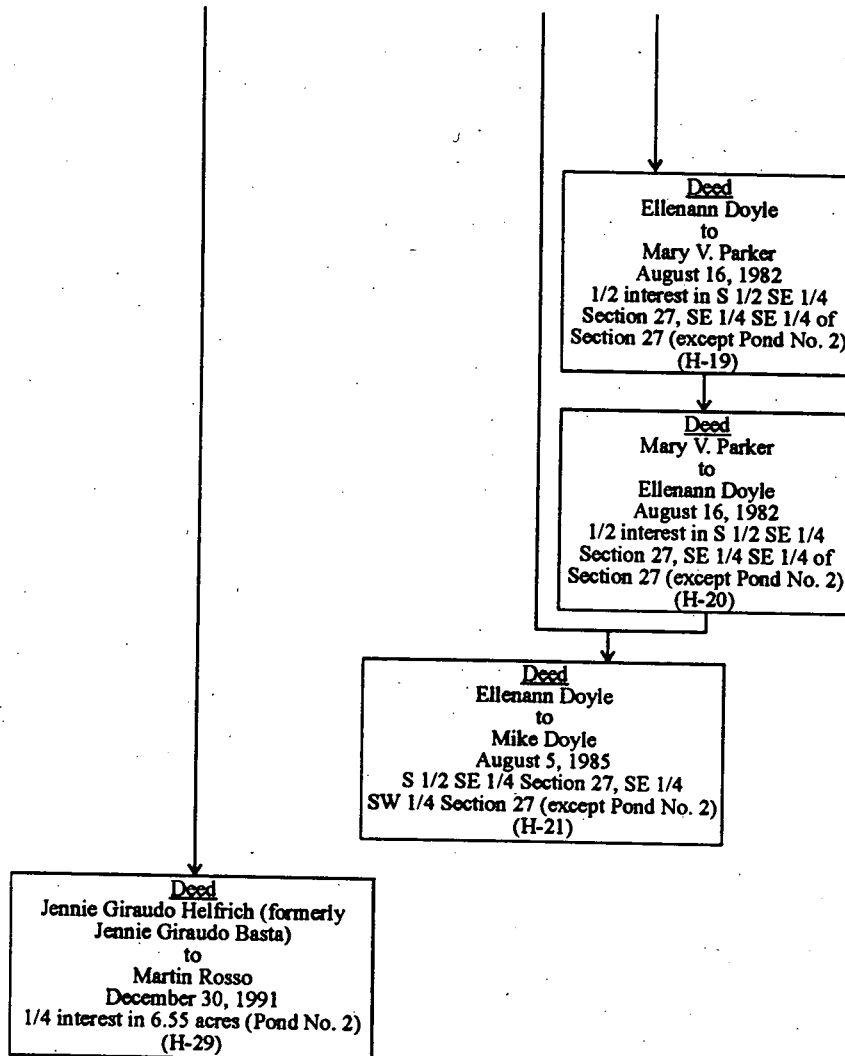 Deed
Ellenann Doyle
to
Mary V. Parker
August 16, 1982
1/2 interest in S 1/2 SE 1/4
Section 27, SE 1/4 SE 1/4 of
Section 27 (except Pond No. 2)
(H-19)
Deed
Mary V. Parker
to
Ellenann Doyle
August 16, 1982
1/2 interest in S 1/2 SE 1/4
Section 27, SE 1/4 SE 1/4 of
Section 27 (except Pond No. 2)
(H-20)
Deed
Ellenann Doyle
to
Mike Doyle
August 5, 1985
S 1/2 SE 1/4 Section 27, SE 1/4
SW 1/4 Section 27 (except Pond No. 2)
(H-21)
Deed
Jennie Giraudo Helfrich (formerly
Jennie Giraudo Basta)
to
Martin Rosso
December 30, 1991
1/4 interest in 6.55 acres (Pond No. 2)
(H-29)